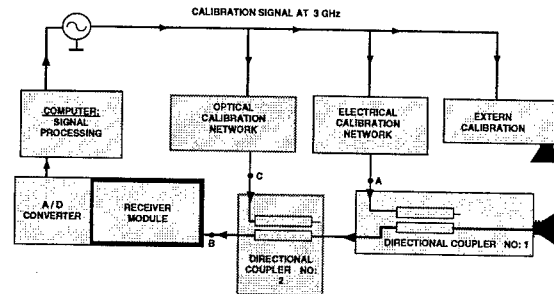 CALIBRATION SIGNAL AT 3 GHz
COMPUTER:
SIGNAL
PROCESSING
OPTICAL
CALIBRATION
NETWORK
ELECTRICAL
CALIBRATION
NETWORK
EXTERN
CALIBRATION
C
A
A / D
CONVERTER
RECEIVER
MODULE
B
DIRECTIONAL
COUPLER NO:
2
DIRECTIONAL COUPLER NO: 1